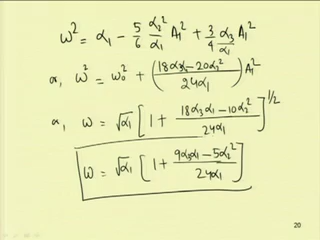 ω² = α₁ - 5/6 α₂²/α₁ A₁² + 3/4 α₃/α₁ A₁²
α, ω² = ω₀² + (18α₃ - 20α₂²/24α₁) A₁²
α, ω = √α₁ [1 + 18α₃α₁ - 10α₂²/24α₁]^1/2
ω = √α₁ [1 + 9α₃α₁ - 5α₂²/24α₁]
20